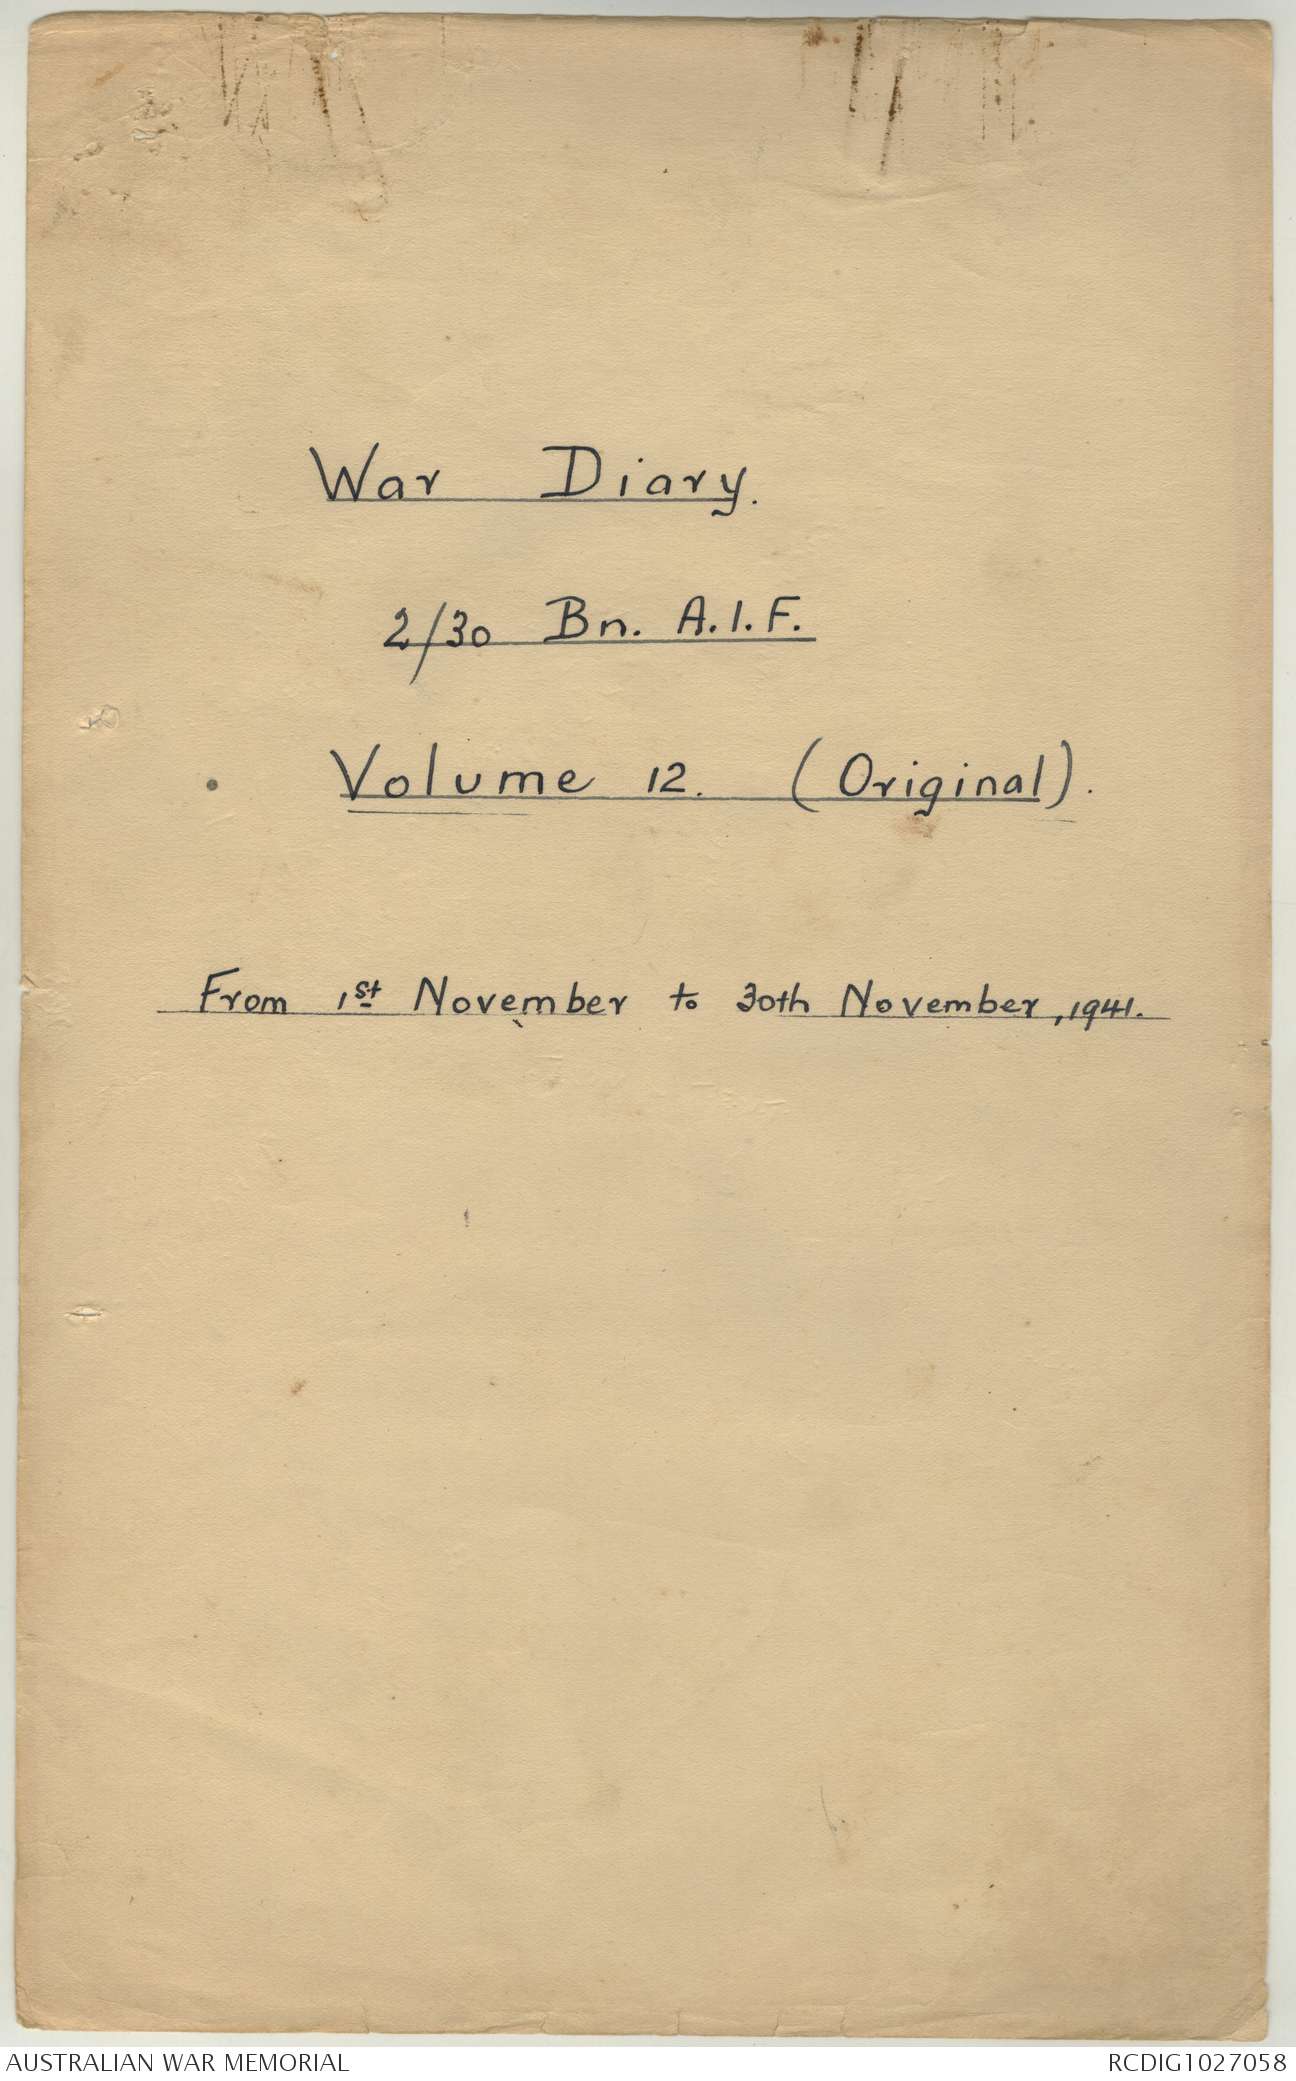 War Diary.
2/30 Bn. A.I.F.
Volume 12. (Original).
From 1st November to 30th November, 1941.
AUSTRALIAN WAR MEMORIAL
RCDIG1027058